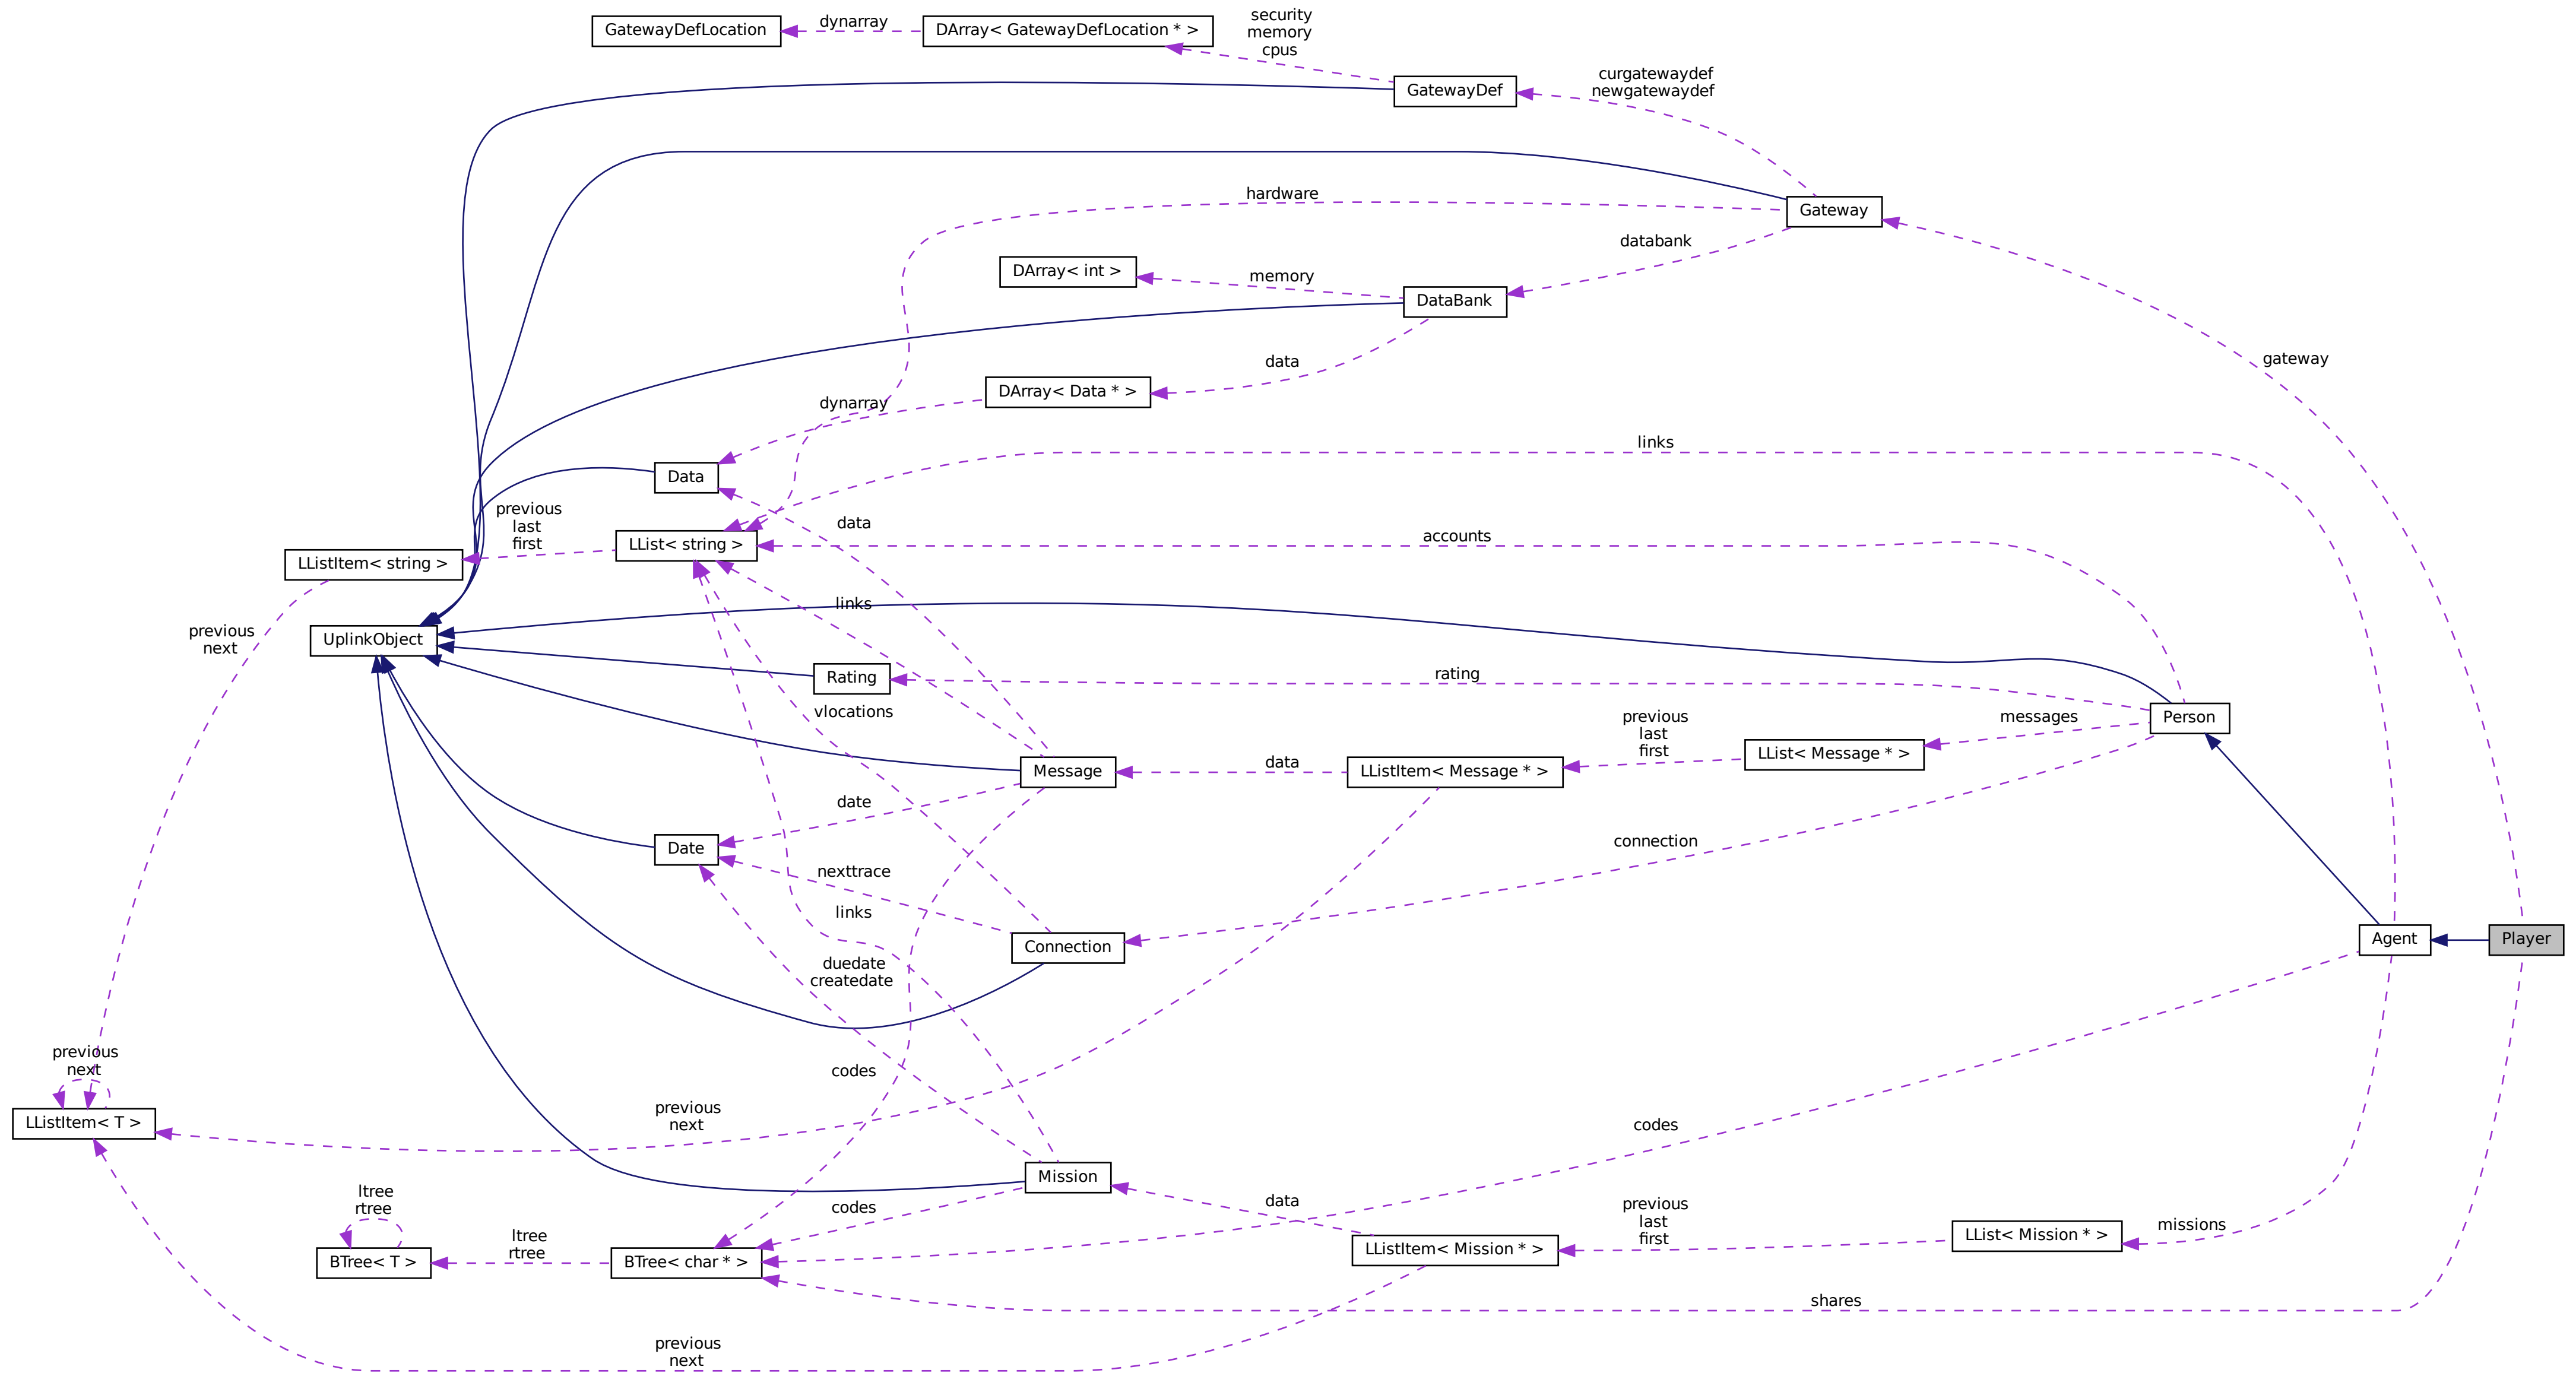 security
memory
cpus
GatewayDefLocation
dynarray
DArray< GatewayDefLocation * >
GatewayDef
curgatewaydef
newgatewaydef
hardware
Gateway
databank
DArray< int >
memory
DataBank
gateway
data
DArray< Data * >
dynarray
links
Data
previous
last
first
data
accounts
LList< string >
LListItem< string >
links
previous
next
UplinkObject
Rating
rating
vlocations
Person
messages
previous
last
first
LList< Message * >
Message
data
LListItem< Message * >
date
connection
Date
nexttrace
links
Connection
Agent
Player
duedate
createdate
previous
next
codes
previous
next
LListItem< T >
codes
Mission
ltree
rtree
data
codes
previous
last
first
missions
LList< Mission * >
ltree
rtree
LListItem< Mission * >
BTree< T >
BTree< char * >
shares
previous
next